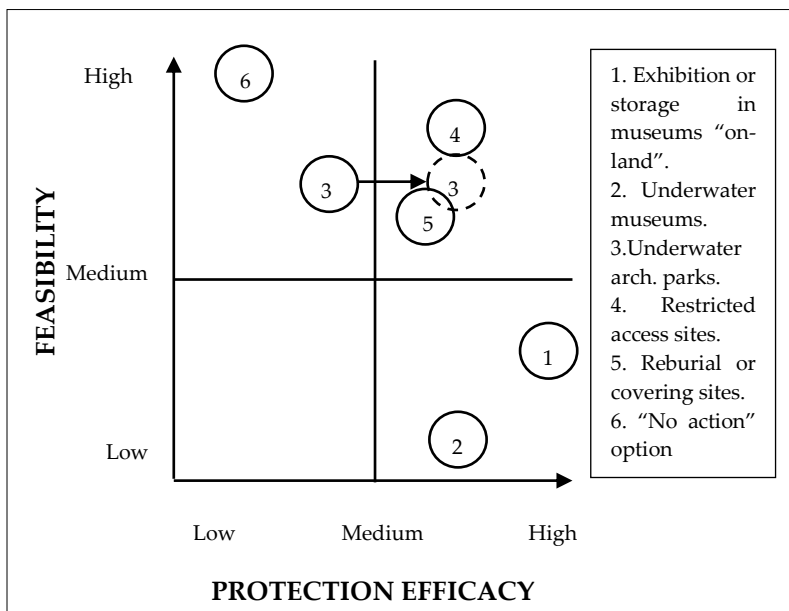 High
Medium
Low
FEASIBILITY
6
4
3
3
5
1
2
Low Medium High
PROTECTION EFFICACY
1. Exhibition or
storage in
museums “on-
land”.
2. Underwater
museums.
3.Underwater
arch. parks.
4. Restricted
access sites.
5. Reburial or
covering sites.
6. “No action”
option